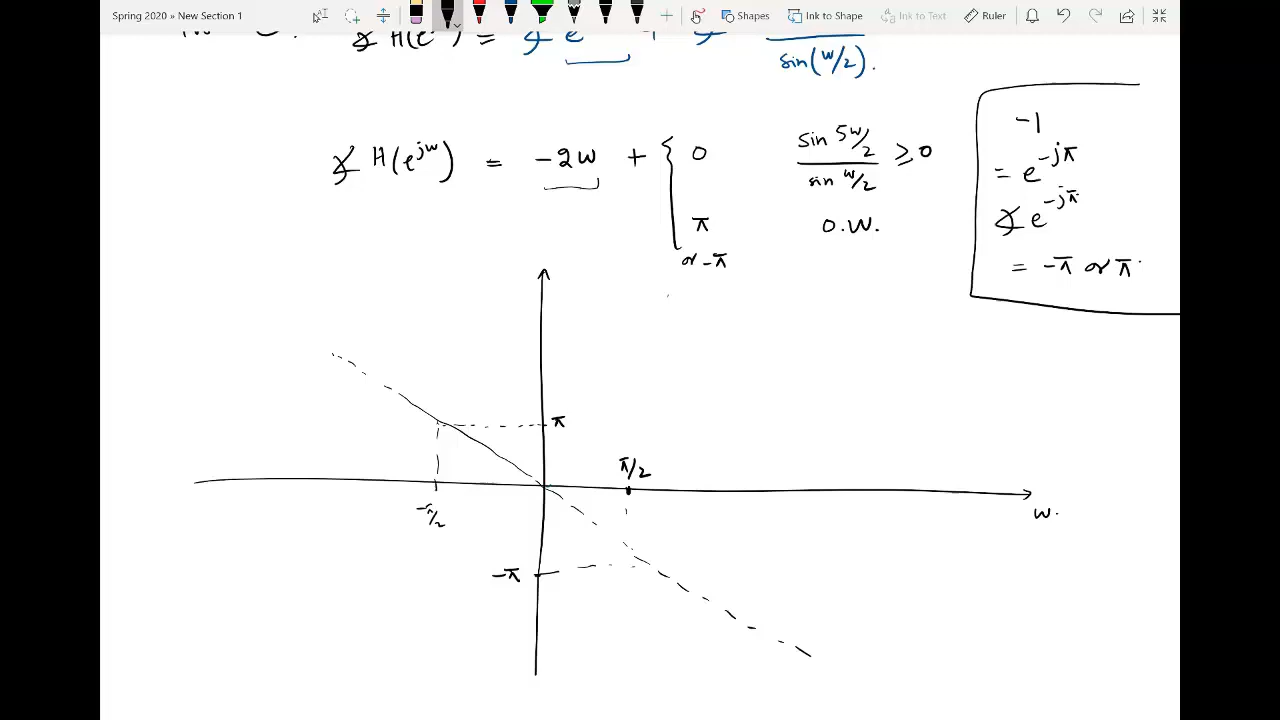 Spring 2020 » New Section 1
Shapes Ink to Shape Ink to Text Ruler
∡ H(e ) = ∡ e + ∡
sin(w/2).
∡ H(e^jw) = -2w + { 0 sin 5w/2 / sin w/2 ≥ 0
π o.w.
or -π
-1
= e^-jπ
∡ e^-jπ
= -π or π
π
π/2
-π/2
w.
-π